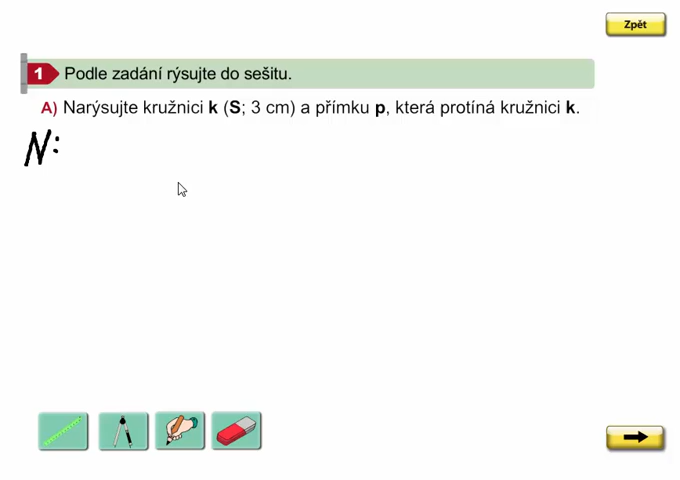 Zpět
1 Podle zadání rýsujte do sešitu.
A) Narýsujte kružnici k (S; 3 cm) a přímku p, která protíná kružnici k.
N: